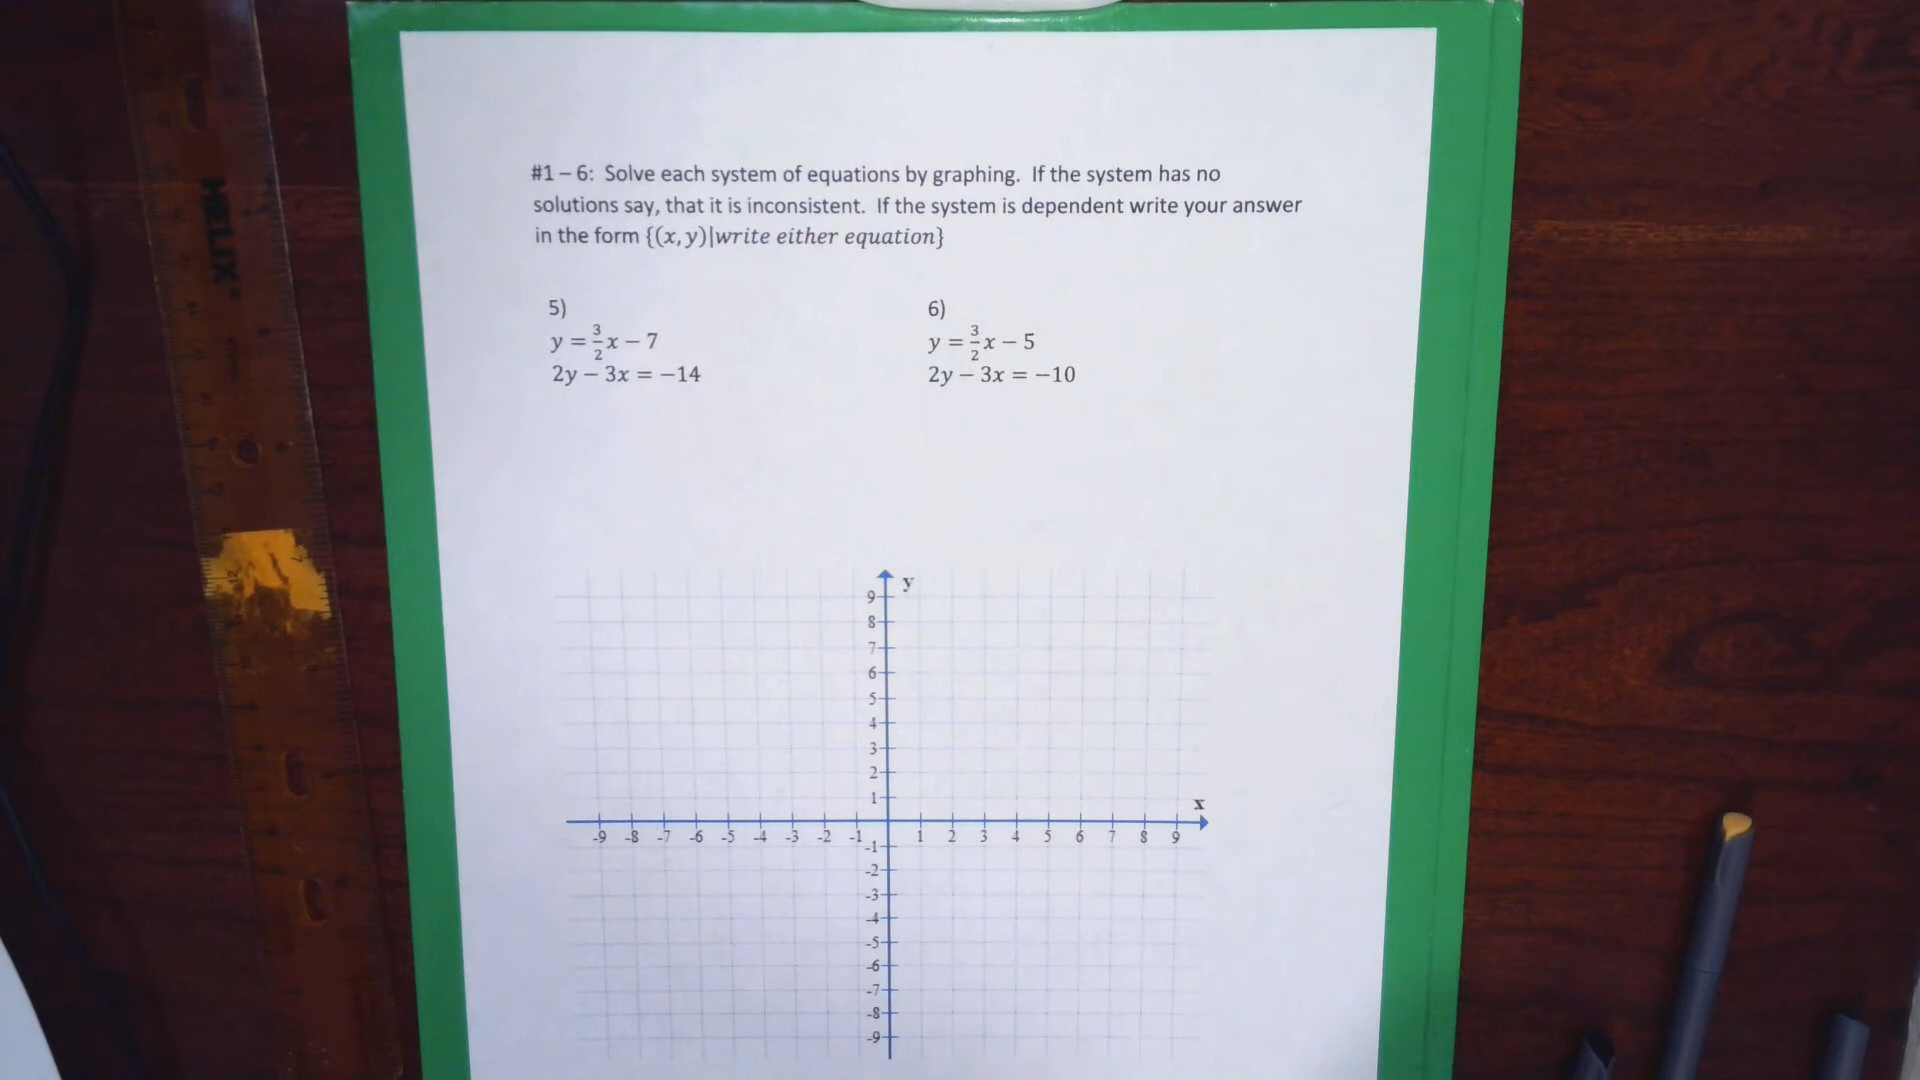 HELIX
#1 – 6:  Solve each system of equations by graphing.  If the system has no
solutions say, that it is inconsistent.  If the system is dependent write your answer
in the form {(x, y)|write either equation}
5)
y = 3/2 x − 7
2y − 3x = −14
6)
y = 3/2 x − 5
2y − 3x = −10
y
9
8
7
6
5
4
3
2
1
x
-9 -8 -7 -6 -5 -4 -3 -2 -1 1 2 3 4 5 6 7 8 9
-1
-2
-3
-4
-5
-6
-7
-8
-9